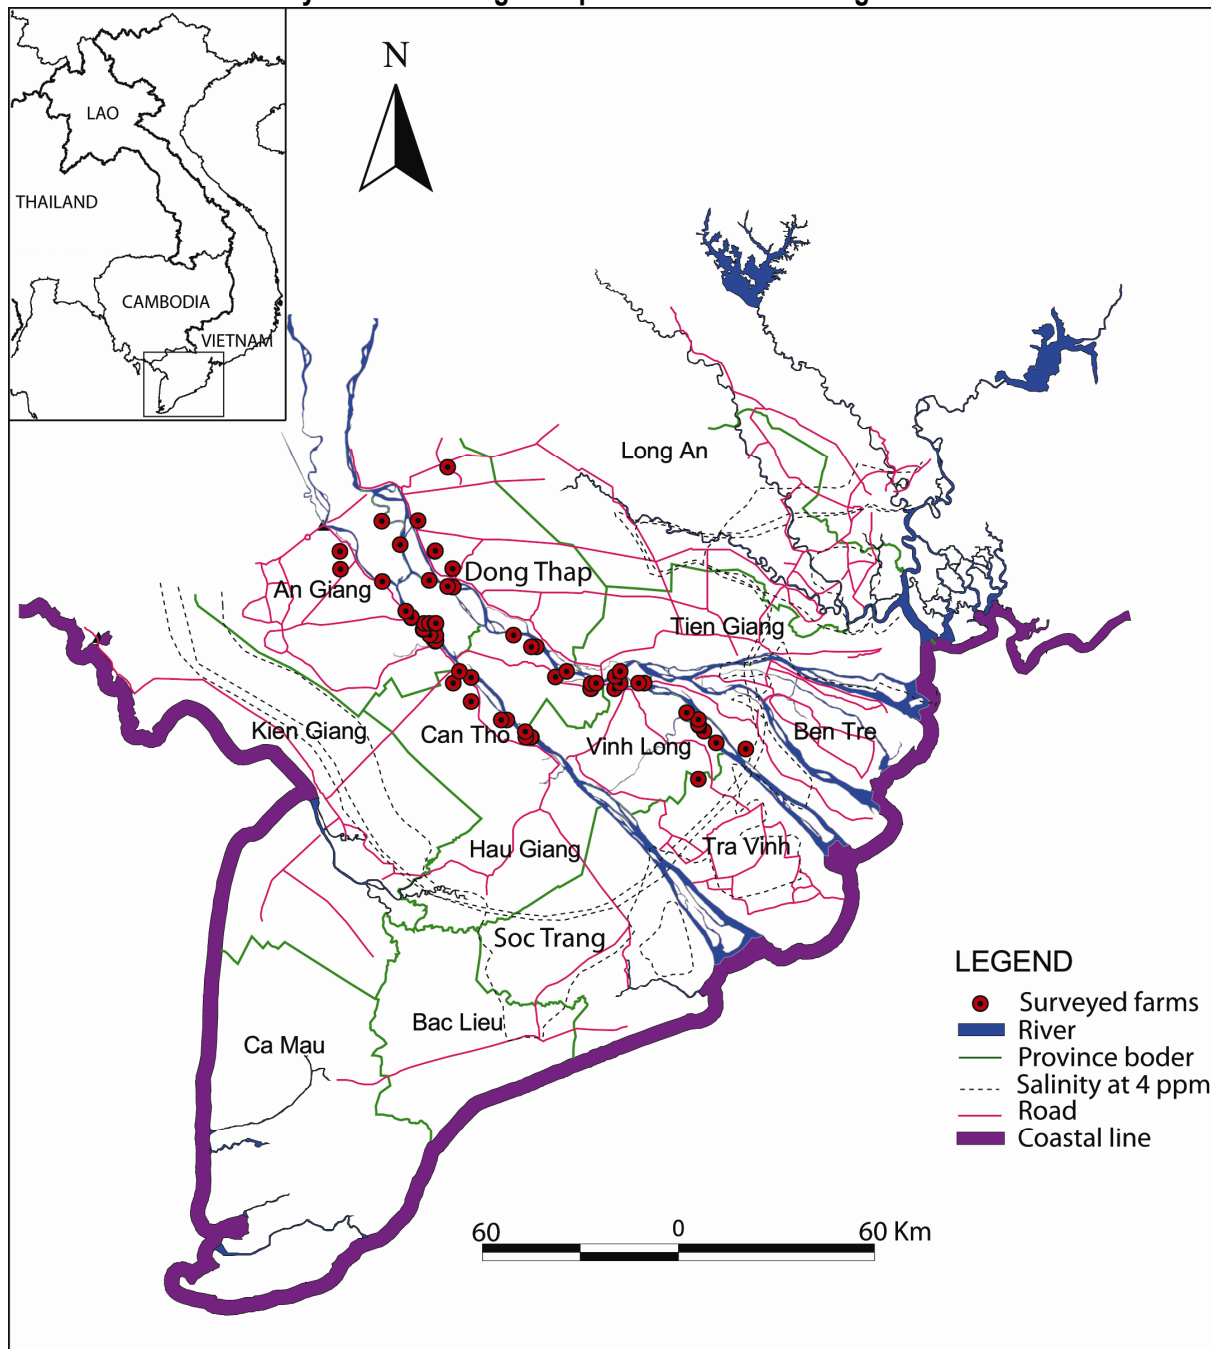 N
LAO
THAILAND
CAMBODIA
VIETNAM
Long An
An Giang
Dong Thap
Tien Giang
Kien Giang
Can Tho
Vinh Long
Ben Tre
Hau Giang
Tra Vinh
Soc Trang
Bac Lieu
Ca Mau
LEGEND
Surveyed farms
River
Province boder
Salinity at 4 ppm
Road
Coastal line
60 0 60 Km